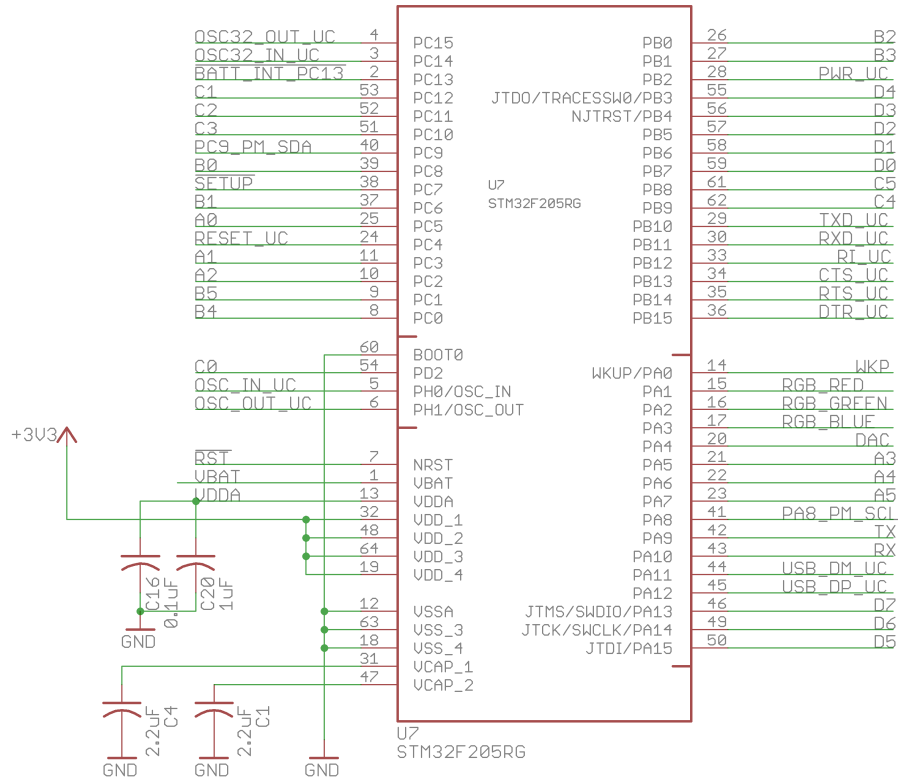 OSC32_OUT_UC 4 PC15 PB0 26 B2
OSC32_IN_UC 3 PC14 PB1 27 B3
BATT_INT_PC13 2 PC13 PB2 28 PWR_UC
C1 53 PC12 JTDO/TRACESSW0/PB3 55 D4
C2 52 PC11 NJTRST/PB4 56 D3
C3 51 PC10 PB5 57 D2
PC9_PM_SDA 40 PC9 PB6 58 D1
B0 39 PC8 PB7 59 D0
SETUP 38 PC7 U7 PB8 61 C5
B1 37 PC6 STM32F205RG PB9 62 C4
A0 25 PC5 PB10 29 TXD_UC
RESET_UC 24 PC4 PB11 30 RXD_UC
A1 11 PC3 PB12 33 RI_UC
A2 10 PC2 PB13 34 CTS_UC
B5 9 PC1 PB14 35 RTS_UC
B4 8 PC0 PB15 36 DTR_UC
60 BOOT0
C0 54 PD2 WKUP/PA0 14 WKP
OSC_IN_UC 5 PH0/OSC_IN PA1 15 RGB_RED
OSC_OUT_UC 6 PH1/OSC_OUT PA2 16 RGB_GREEN
PA3 17 RGB_BLUE
+3V3 PA4 20 DAC
RST 7 NRST PA5 21 A3
VBAT 1 VBAT PA6 22 A4
VDDA 13 VDDA PA7 23 A5
32 VDD_1 PA8 41 PA8_PM_SCL
48 VDD_2 PA9 42 TX
64 VDD_3 PA10 43 RX
19 VDD_4 PA11 44 USB_DM_UC
PA12 45 USB_DP_UC
C16 0.1uF C20 1uF
12 VSSA JTMS/SWDIO/PA13 46 D7
63 VSS_3 JTCK/SWCLK/PA14 49 D6
GND 18 VSS_4 JTDI/PA15 50 D5
31 VCAP_1
47 VCAP_2
2.2uF C4 2.2uF C1
U7
STM32F205RG
GND GND GND